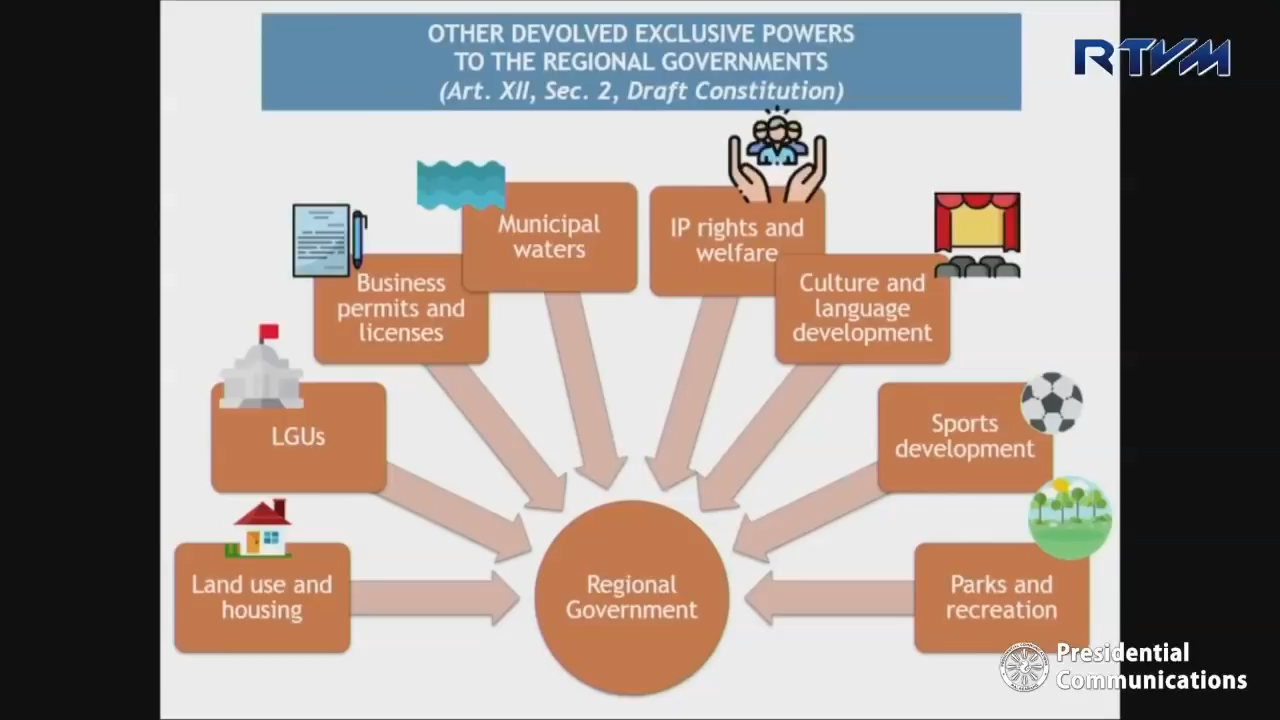 OTHER DEVOLVED EXCLUSIVE POWERS
TO THE REGIONAL GOVERNMENTS
(Art. XII, Sec. 2, Draft Constitution)
RTVM
Municipal
waters
IP rights and
welfare
Business
permits and
licenses
Culture and
language
development
LGUs
Sports
development
Land use and
housing
Regional
Government
Parks and
recreation
Presidential
Communications